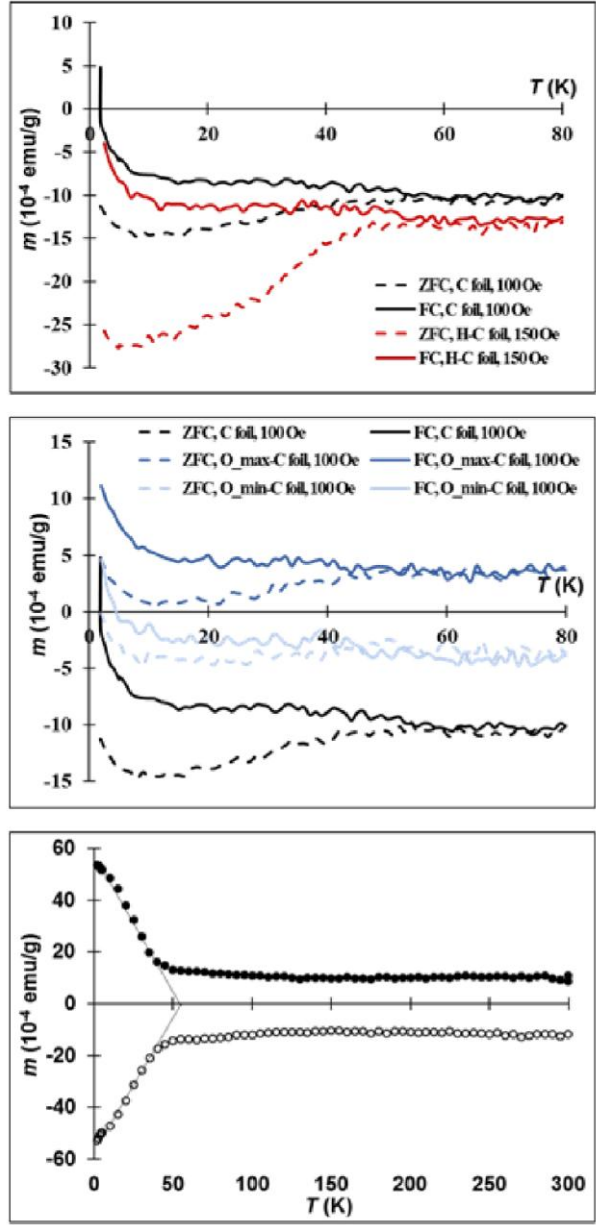 10
5
T (K)
0
0 20 40 60 80
-5
-10
-15
-20
-25
-30
m (10⁻⁴ emu/g)
ZFC, C foil, 100 Oe
FC, C foil, 100 Oe
ZFC, H-C foil, 150 Oe
FC, H-C foil, 150 Oe
15
ZFC, C foil, 100 Oe FC, C foil, 100 Oe
ZFC, O_max-C foil, 100 Oe FC, O_max-C foil, 100 Oe
ZFC, O_min-C foil, 100 Oe FC, O_min-C foil, 100 Oe
10
5
T (K)
0
0 20 40 60 80
-5
-10
-15
m (10⁻⁴ emu/g)
60
40
20
0
-20
-40
-60
m (10⁻⁴ emu/g)
0 50 100 150 200 250 300
T (K)